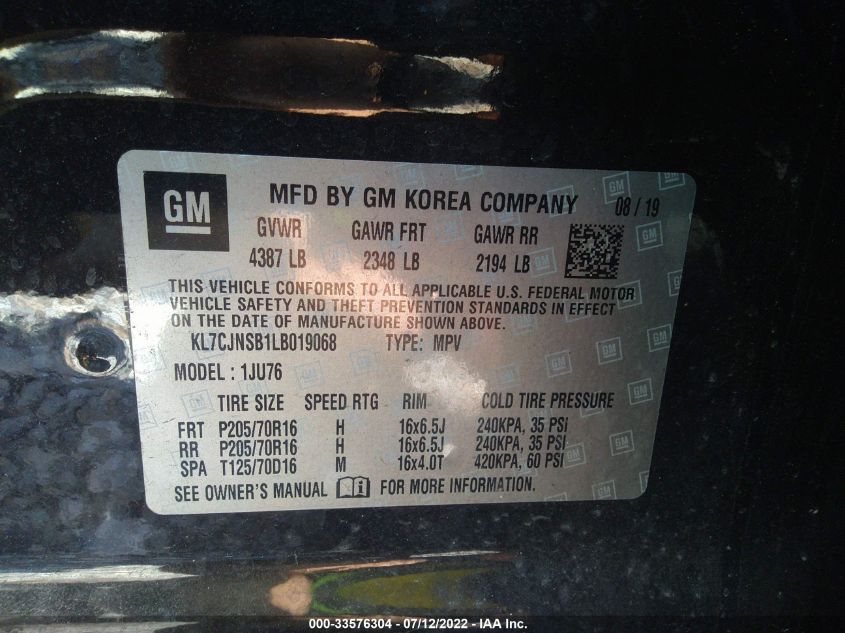 GM MFD BY GM KOREA COMPANY 08/19
GVWR GAWR FRT GAWR RR
4387 LB 2348 LB 2194 LB
THIS VEHICLE CONFORMS TO ALL APPLICABLE U.S. FEDERAL MOTOR
VEHICLE SAFETY AND THEFT PREVENTION STANDARDS IN EFFECT
ON THE DATE OF MANUFACTURE SHOWN ABOVE.
KL7CJNSB1LB019068 TYPE: MPV
MODEL : 1JU76
TIRE SIZE SPEED RTG RIM COLD TIRE PRESSURE
FRT P205/70R16 H 16x6.5J 240KPA, 35 PSI
RR P205/70R16 H 16x6.5J 240KPA, 35 PSI
SPA T125/70D16 M 16x4.0T 420KPA, 60 PSI
SEE OWNER'S MANUAL FOR MORE INFORMATION.
000-33576304 - 07/12/2022 - IAA Inc.